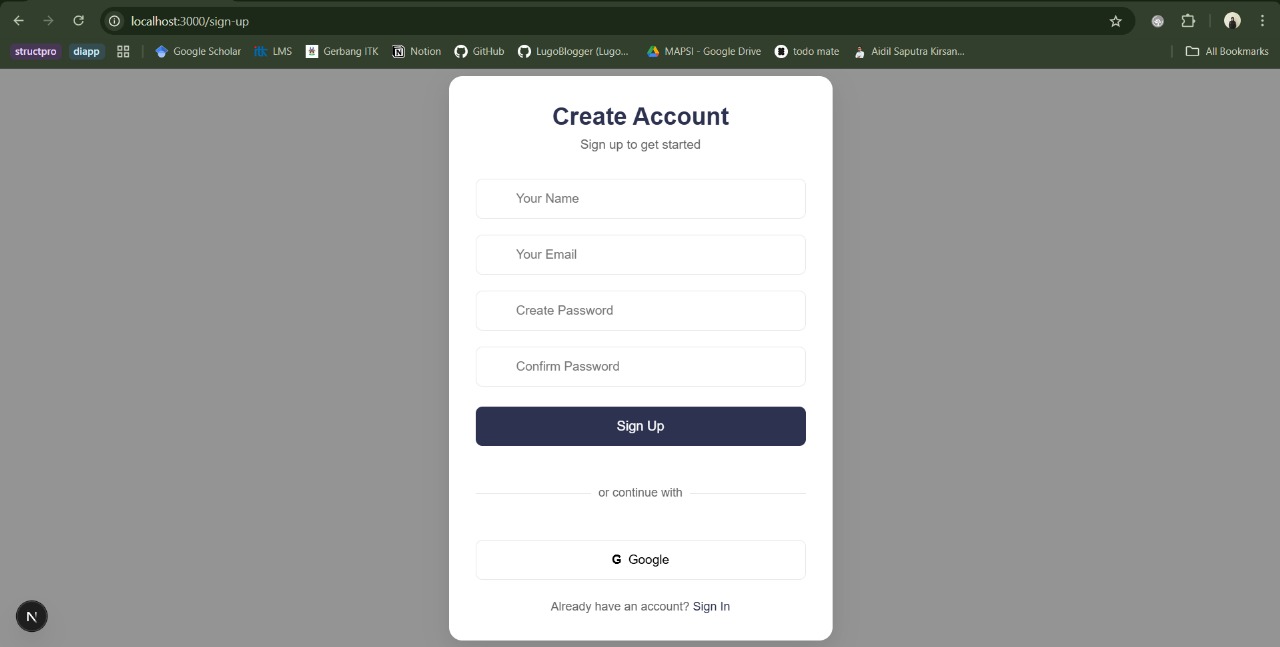 localhost:3000/sign-up
structpro diapp Google Scholar LMS Gerbang ITK Notion GitHub LugoBlogger (Lugo... MAPSI - Google Drive todo mate Aidil Saputra Kirsan... All Bookmarks
Create Account
Sign up to get started
Your Name
Your Email
Create Password
Confirm Password
Sign Up
or continue with
G Google
Already have an account? Sign In
N